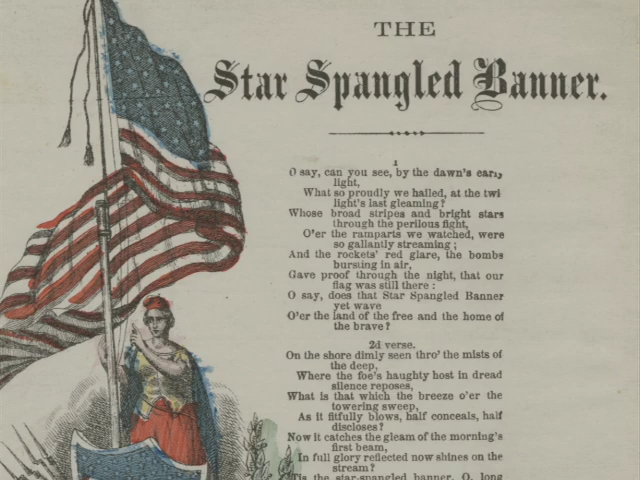 THE
Star Spangled Banner.
1
O say, can you see, by the dawn's early
light,
What so proudly we hailed, at the twi
light's last gleaming?
Whose broad stripes and bright stars
through the perilous fight,
O'er the ramparts we watched, were
so gallantly streaming;
And the rockets' red glare, the bombs
bursting in air,
Gave proof through the night, that our
flag was still there:
O say, does that Star Spangled Banner
yet wave
O'er the land of the free and the home of
the brave?
2d verse.
On the shore dimly seen thro' the mists of
the deep,
Where the foe's haughty host in dread
silence reposes,
What is that which the breeze o'er the
towering sweep,
As it fitfully blows, half conceals, half
discloses?
Now it catches the gleam of the morning's
first beam,
In full glory reflected now shines on the
stream?
'Tis the star-spangled banner, O, long